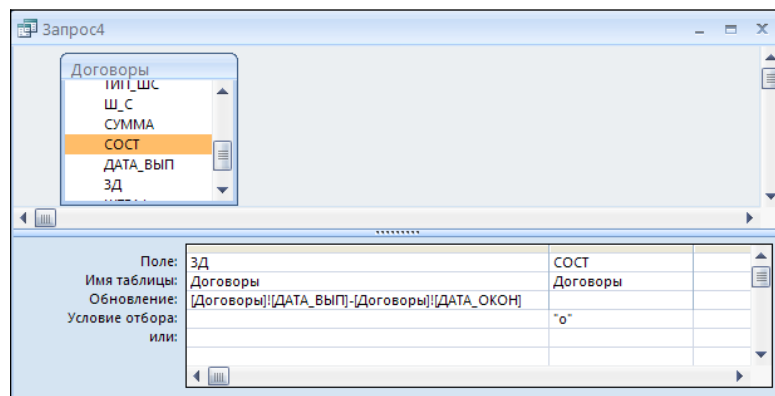 Запрос4
Договоры
ТИП_ШС
Ш_С
СУММА
СОСТ
ДАТА_ВЫП
ЗД
Поле: ЗД СОСТ
Имя таблицы: Договоры Договоры
Обновление: [Договоры]![ДАТА_ВЫП]-[Договоры]![ДАТА_ОКОН]
Условие отбора: "о"
или: